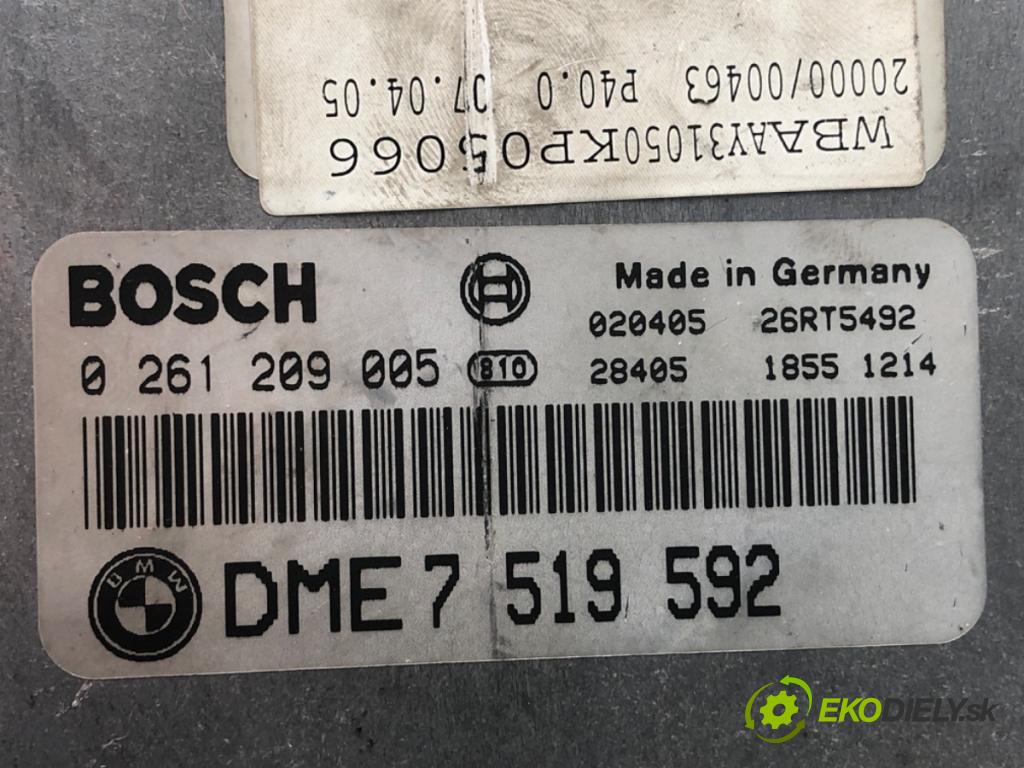 WBAAY31050KP05066
20000/00463 P40.0 07.04.05
BOSCH
Made in Germany
020405 26RT5492
0 261 209 005 810
28405 1855 1214
BMW
DME 7 519 592
EKODIELY.sk